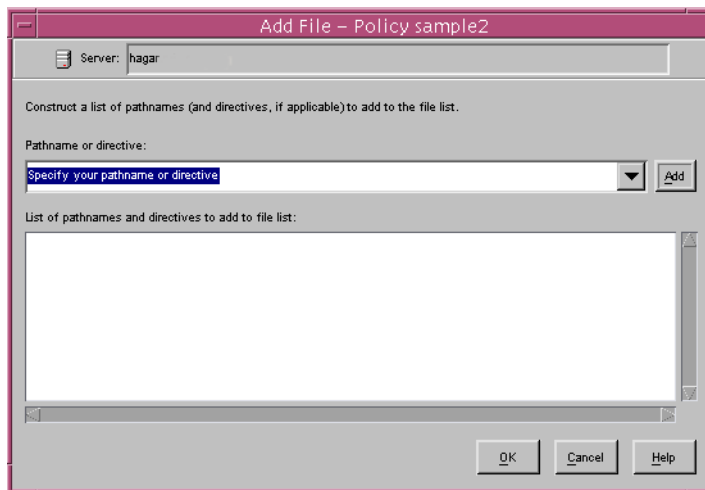 Add File – Policy sample2
Server: hagar
Construct a list of pathnames (and directives, if applicable) to add to the file list.
Pathname or directive:
Specify your pathname or directive
Add
List of pathnames and directives to add to file list:
OK Cancel Help